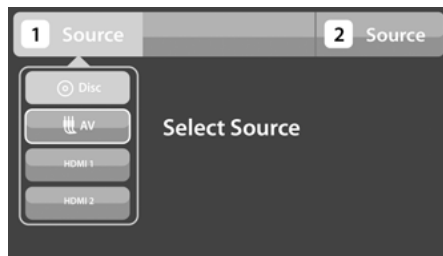 1 Source
2 Source
Disc
AV
Select Source
HDMI 1
HDMI 2